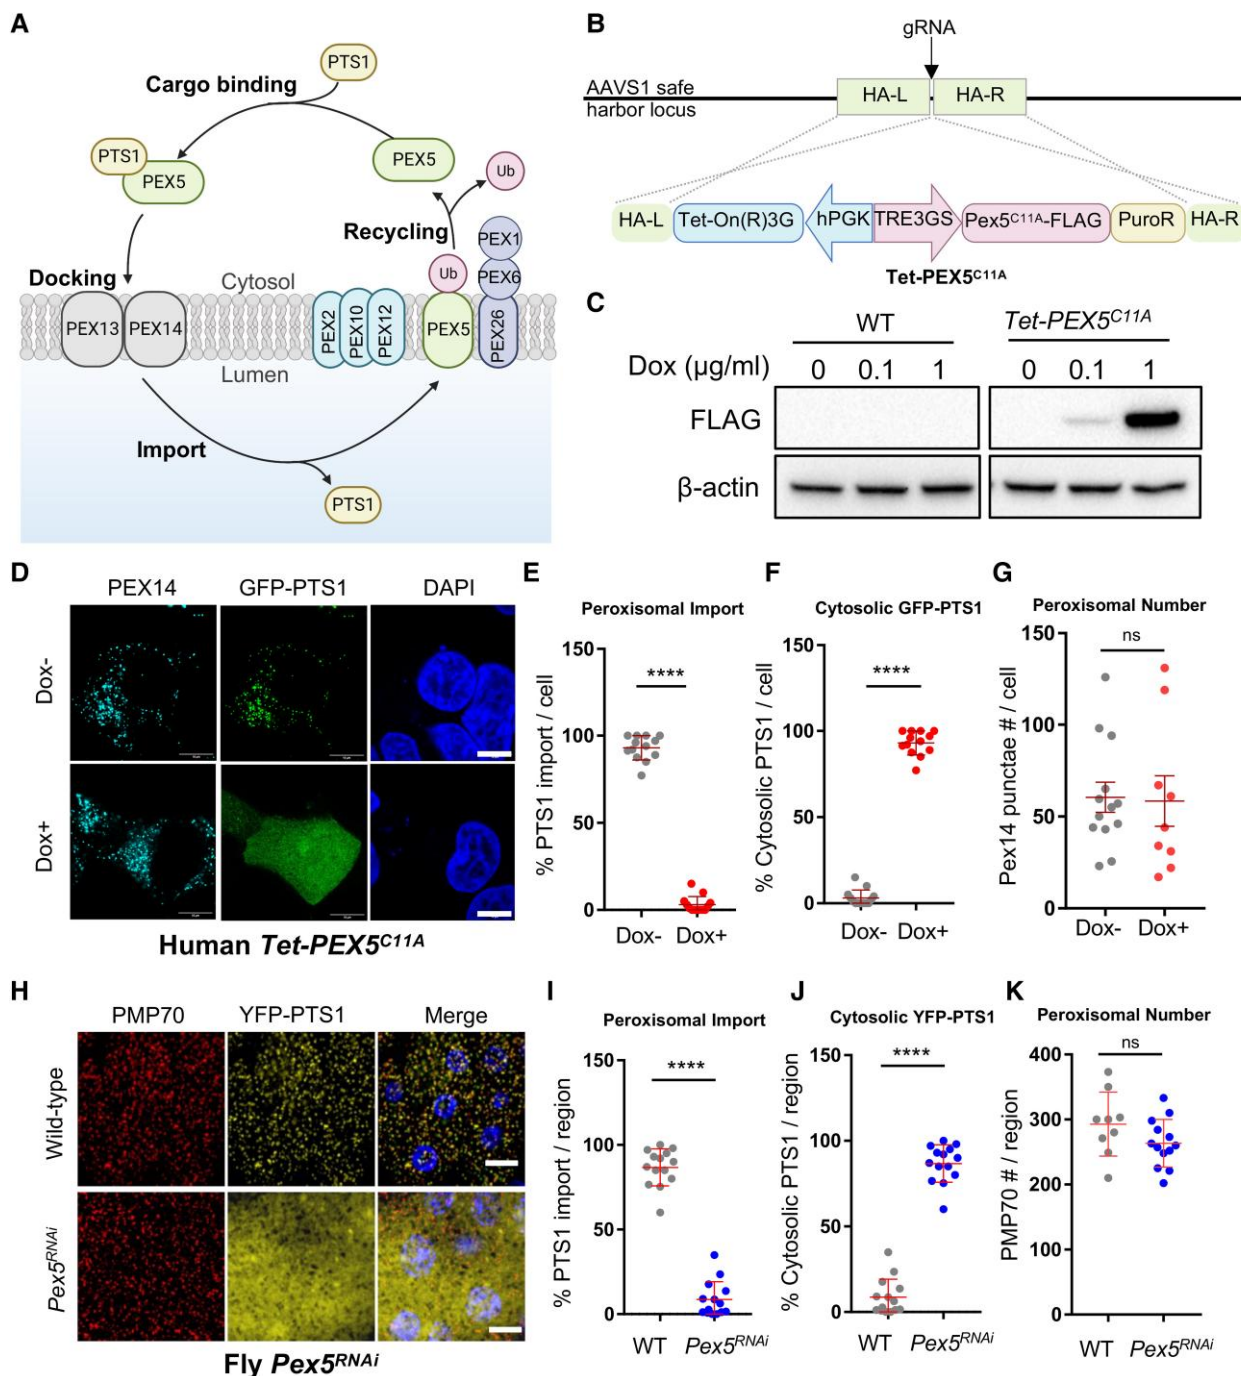 A
PTS1
Cargo binding
PTS1
PEX5
PEX5
Ub
Recycling
PEX1
Ub
PEX6
Docking
Cytosol
PEX13
PEX14
PEX2
PEX10
PEX12
PEX5
PEX26
Lumen
Import
PTS1
B
gRNA
AAVS1 safe
harbor locus
HA-L
HA-R
HA-L
Tet-On(R)3G
hPGK
TRE3GS
Pex5C11A-FLAG
PuroR
HA-R
Tet-PEX5C11A
C
WT
Tet-PEX5C11A
Dox (µg/ml)
0 0.1 1 0 0.1 1
FLAG
β-actin
D
PEX14 GFP-PTS1 DAPI
Dox-
Dox+
Human Tet-PEX5C11A
E
Peroxisomal Import
% PTS1 import / cell
150
100
50
0
****
Dox- Dox+
F
Cytosolic GFP-PTS1
% Cytosolic PTS1 / cell
150
100
50
0
****
Dox- Dox+
G
Peroxisomal Number
Pex14 punctae # / cell
150
100
50
0
ns
Dox- Dox+
H
PMP70 YFP-PTS1 Merge
Wild-type
Pex5RNAi
Fly Pex5RNAi
I
Peroxisomal Import
% PTS1 import / region
150
100
50
0
****
WT Pex5RNAi
J
Cytosolic YFP-PTS1
% Cytosolic PTS1 / region
150
100
50
0
****
WT Pex5RNAi
K
Peroxisomal Number
PMP70 # / region
400
300
200
100
0
ns
WT Pex5RNAi